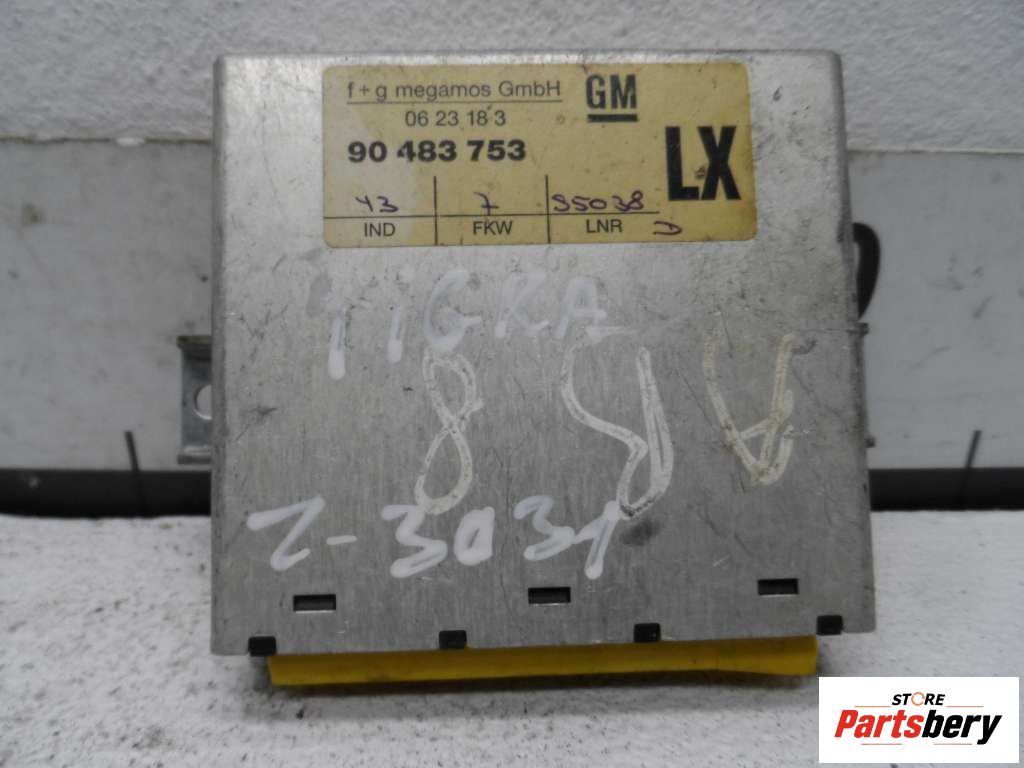 f+g megamos GmbH GM
06 23 18 3
90 483 753 LX
43 7 55038
IND FKW LNR D
TIGRA
Z-3031
STORE
Partsbery